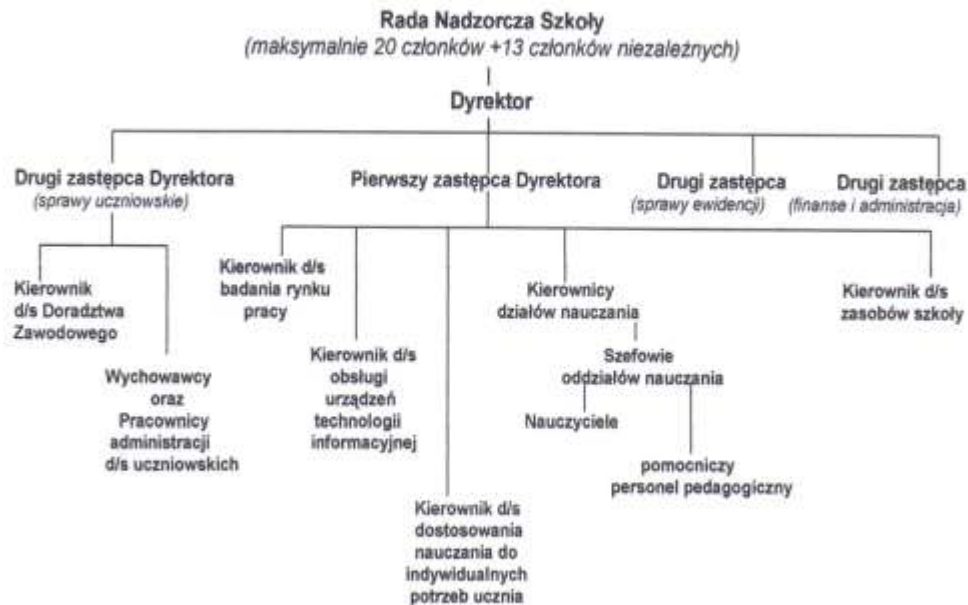 Rada Nadzorcza Szkoły
(maksymalnie 20 członków +13 członków niezależnych)
Dyrektor
Drugi zastępca Dyrektora
(sprawy uczniowskie)
Pierwszy zastępca Dyrektora
Drugi zastępca
(sprawy ewidencji)
Drugi zastępca
(finanse i administracja)
Kierownik
d/s Doradztwa
Zawodowego
Wychowawcy
oraz
Pracownicy
administracji
d/s uczniowskich
Kierownik d/s
badania rynku
pracy
Kierownik d/s
obsługi
urządzeń
technologii
informacyjnej
Kierownik d/s
dostosowania
nauczania do
indywidualnych
potrzeb ucznia
Kierownicy
działów nauczania
Szefowie
oddziałów nauczania
Nauczyciele
pomocniczy
personel pedagogiczny
Kierownik d/s
zasobów szkoły